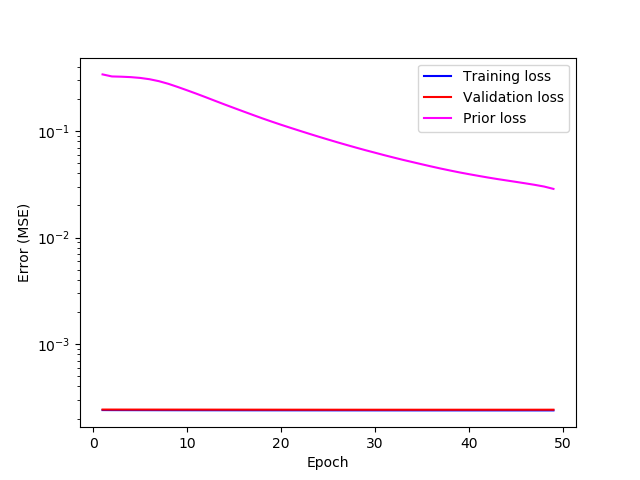 Training loss
Validation loss
Prior loss
10⁻¹
10⁻²
10⁻³
Error (MSE)
0 10 20 30 40 50
Epoch